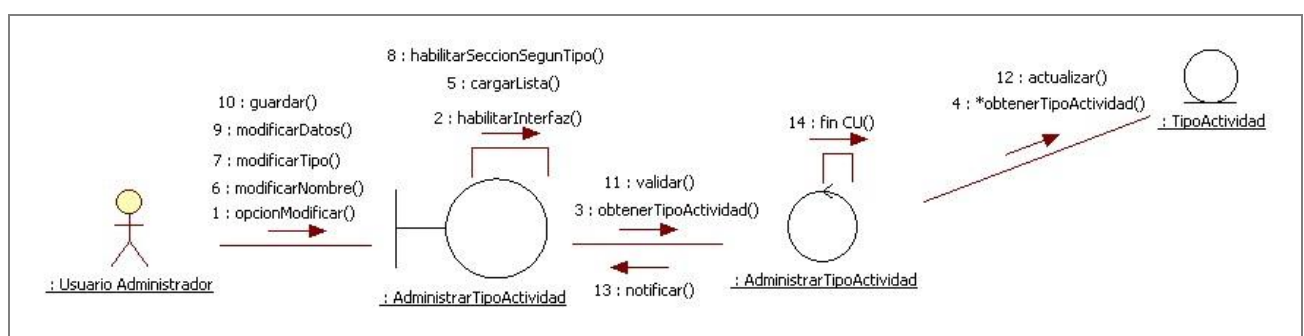 8 : habilitarSeccionSegunTipo()
5 : cargarLista()
2 : habilitarInterfaz()
10 : guardar()
9 : modificarDatos()
7 : modificarTipo()
6 : modificarNombre()
1 : opcionModificar()
11 : validar()
3 : obtenerTipoActividad()
13 : notificar()
14 : fin CU()
12 : actualizar()
4 : *obtenerTipoActividad()
: TipoActividad
: Usuario Administrador
: AdministrarTipoActividad
: AdministrarTipoActividad